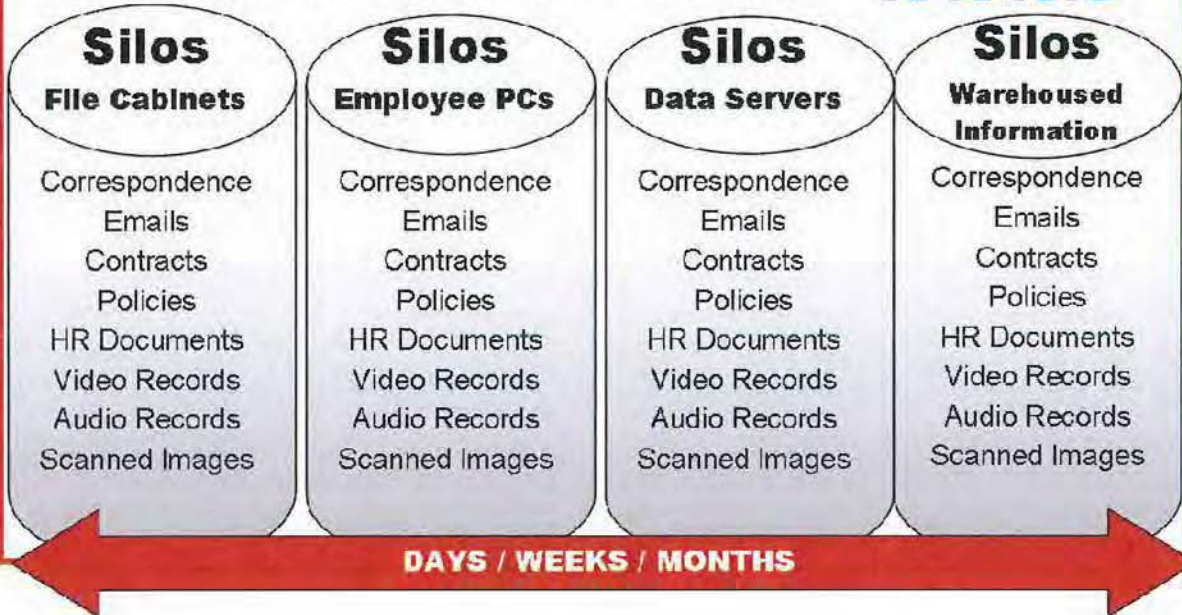 Silos
File Cabinets
Correspondence
Emails
Contracts
Policies
HR Documents
Video Records
Audio Records
Scanned Images
Silos
Employee PCs
Correspondence
Emails
Contracts
Policies
HR Documents
Video Records
Audio Records
Scanned Images
Silos
Data Servers
Correspondence
Emails
Contracts
Policies
HR Documents
Video Records
Audio Records
Scanned Images
Silos
Warehoused
Information
Correspondence
Emails
Contracts
Policies
HR Documents
Video Records
Audio Records
Scanned Images
DAYS / WEEKS / MONTHS